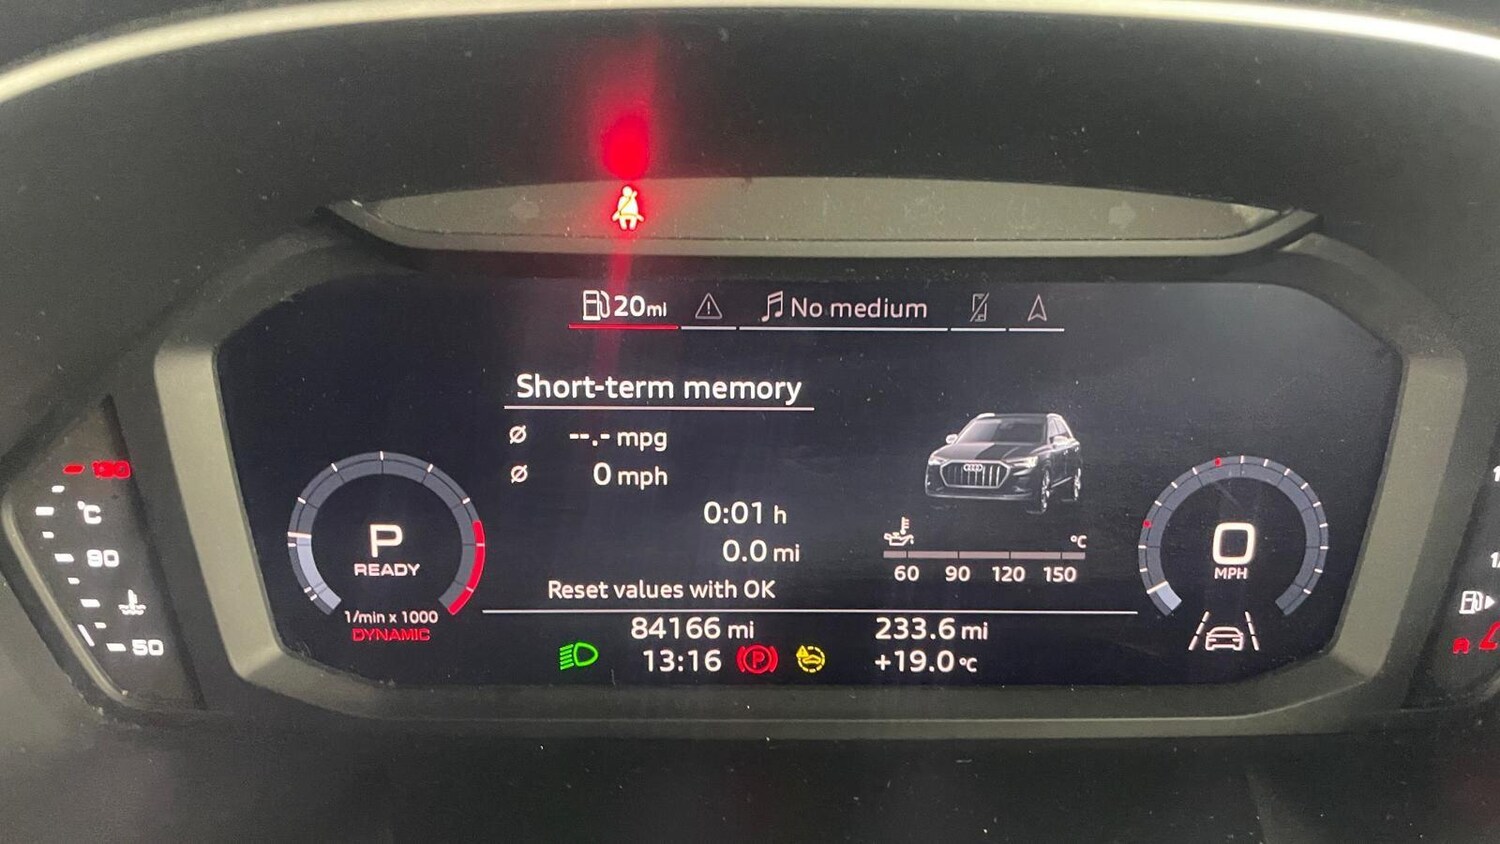 20mi
No medium
Short-term memory
Ø --.- mpg
Ø 0 mph
0:01 h
0.0 mi
Reset values with OK
130
°C
90
50
P
READY
1/min x 1000
DYNAMIC
°C
60 90 120 150
0
MPH
84166 mi 233.6 mi
13:16 (P) +19.0°C